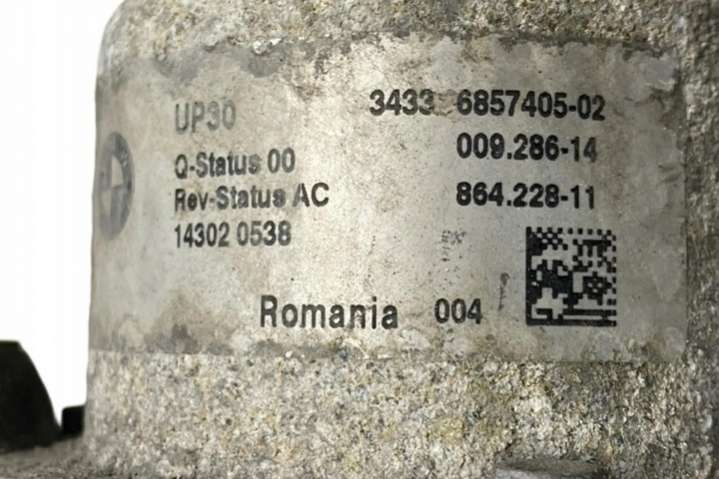 UP30 3433 6857405-02
Q-Status 00 009.286-14
Rev-Status AC 864.228-11
14302 0538
Romania 004